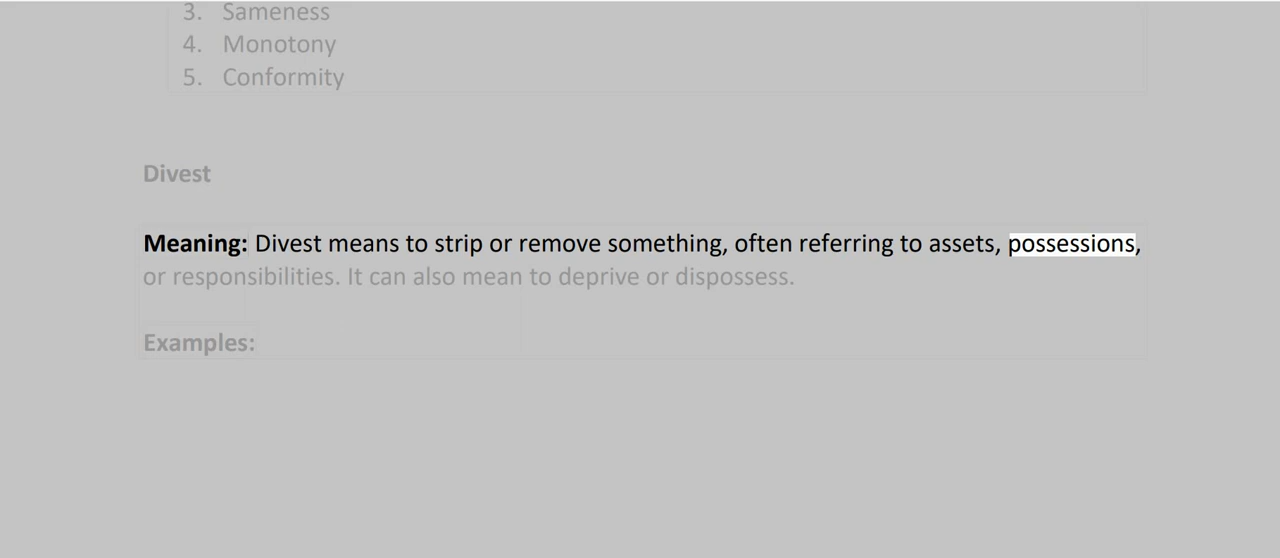 3. Sameness
4. Monotony
5. Conformity
Divest
Meaning: Divest means to strip or remove something, often referring to assets, possessions,
or responsibilities. It can also mean to deprive or dispossess.
Examples: